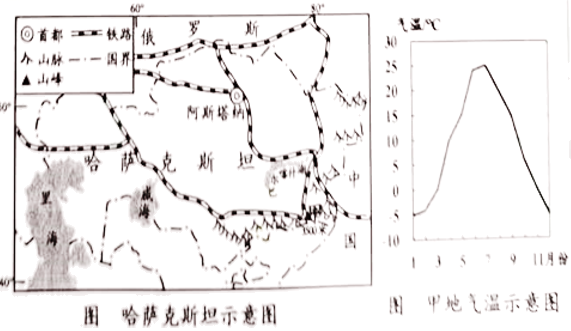 60°
80°
首都 铁路
山脉 国界
山峰
俄 罗 斯
60°
阿斯塔纳
哈 萨 克 斯 坦
里
海
咸
海
中
国
40°
图 哈萨克斯坦示意图
气温℃
30
25
20
15
10
5
0
-5
-10
1 3 5 7 9 11月份
图 甲地气温示意图